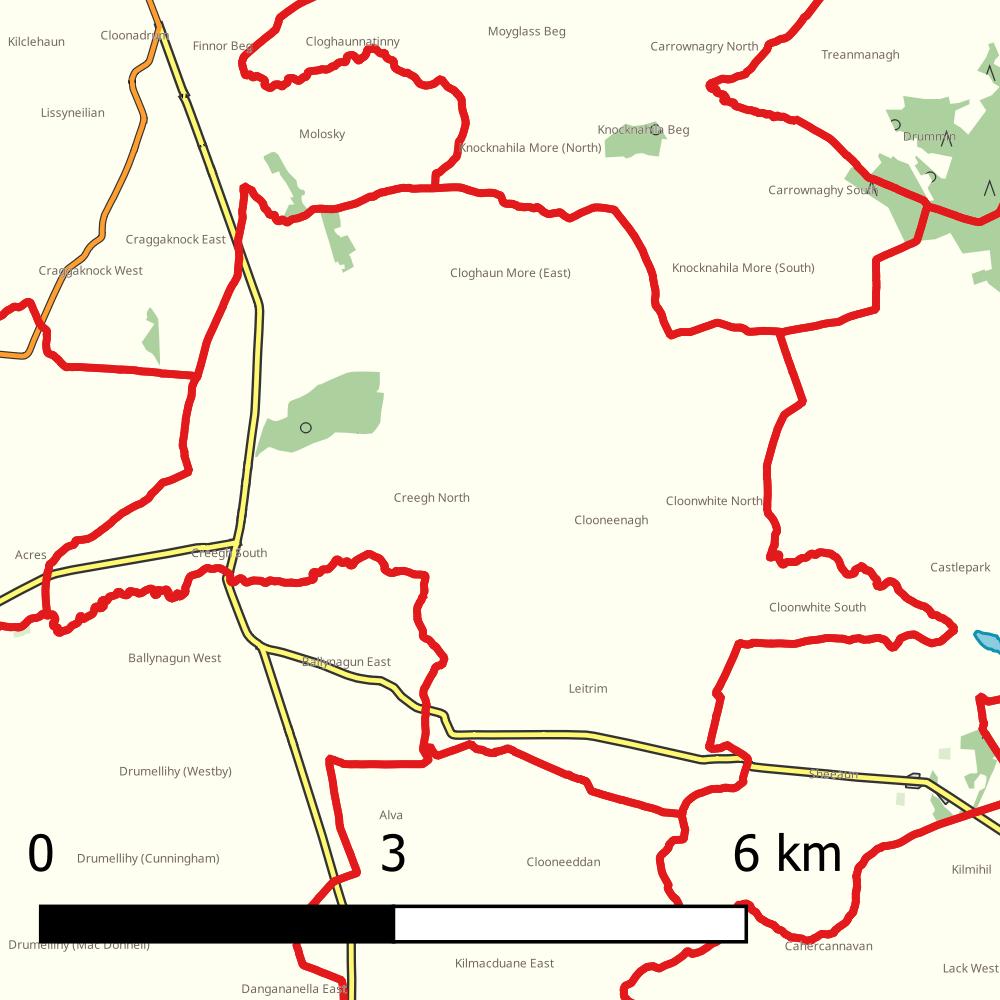 Moyglass Beg
Cloonadrum
Kilclehaun
Cloghaunnatinny
Finnor Beg
Carrownagry North
Treanmanagh
Lissyneilian
Molosky
Knocknahila Beg
Drummin
Knocknahila More (North)
Carrownaghy South
Craggaknock East
Craggaknock West
Cloghaun More (East)
Knocknahila More (South)
Creegh North
Cloonwhite North
Clooneenagh
Acres
Creegh South
Castlepark
Cloonwhite South
Ballynagun West
Ballynagun East
Leitrim
Drumellihy (Westby)
Sheeaun
Alva
0 3 6 km
Drumellihy (Cunningham)
Clooneddan
Kilmihil
Drumellihy (Mac Donnell)
Cahercannavan
Kilmacduane East
Lack West
Dangananella East